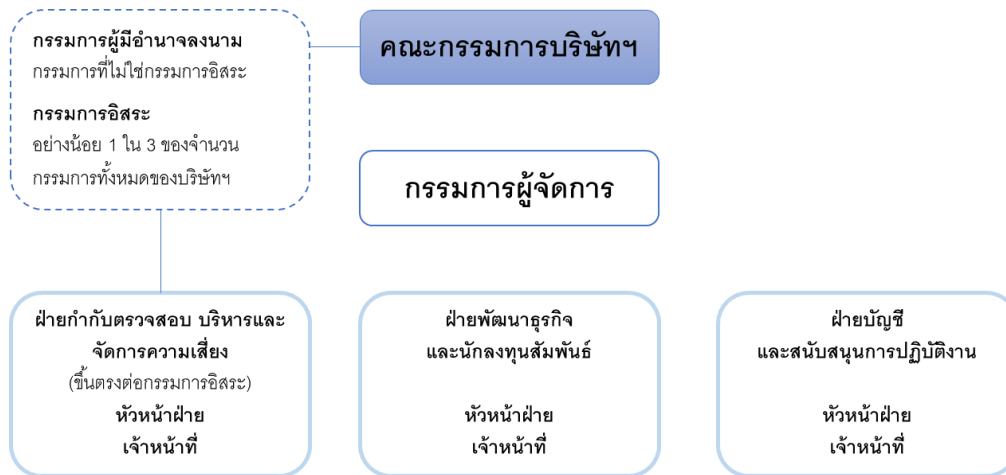 กรรมการผู้มีอำนาจลงนาม
กรรมการที่ไม่ใช่กรรมการอิสระ
กรรมการอิสระ
อย่างน้อย 1 ใน 3 ของจำนวน
กรรมการทั้งหมดของบริษัทฯ
คณะกรรมการบริษัทฯ
กรรมการผู้จัดการ
ฝ่ายกำกับตรวจสอบ บริหารและ
จัดการความเสี่ยง
(ขึ้นตรงต่อกรรมการอิสระ)
หัวหน้าฝ่าย
เจ้าหน้าที่
ฝ่ายพัฒนาธุรกิจ
และนักลงทุนสัมพันธ์
หัวหน้าฝ่าย
เจ้าหน้าที่
ฝ่ายบัญชี
และสนับสนุนการปฏิบัติงาน
หัวหน้าฝ่าย
เจ้าหน้าที่